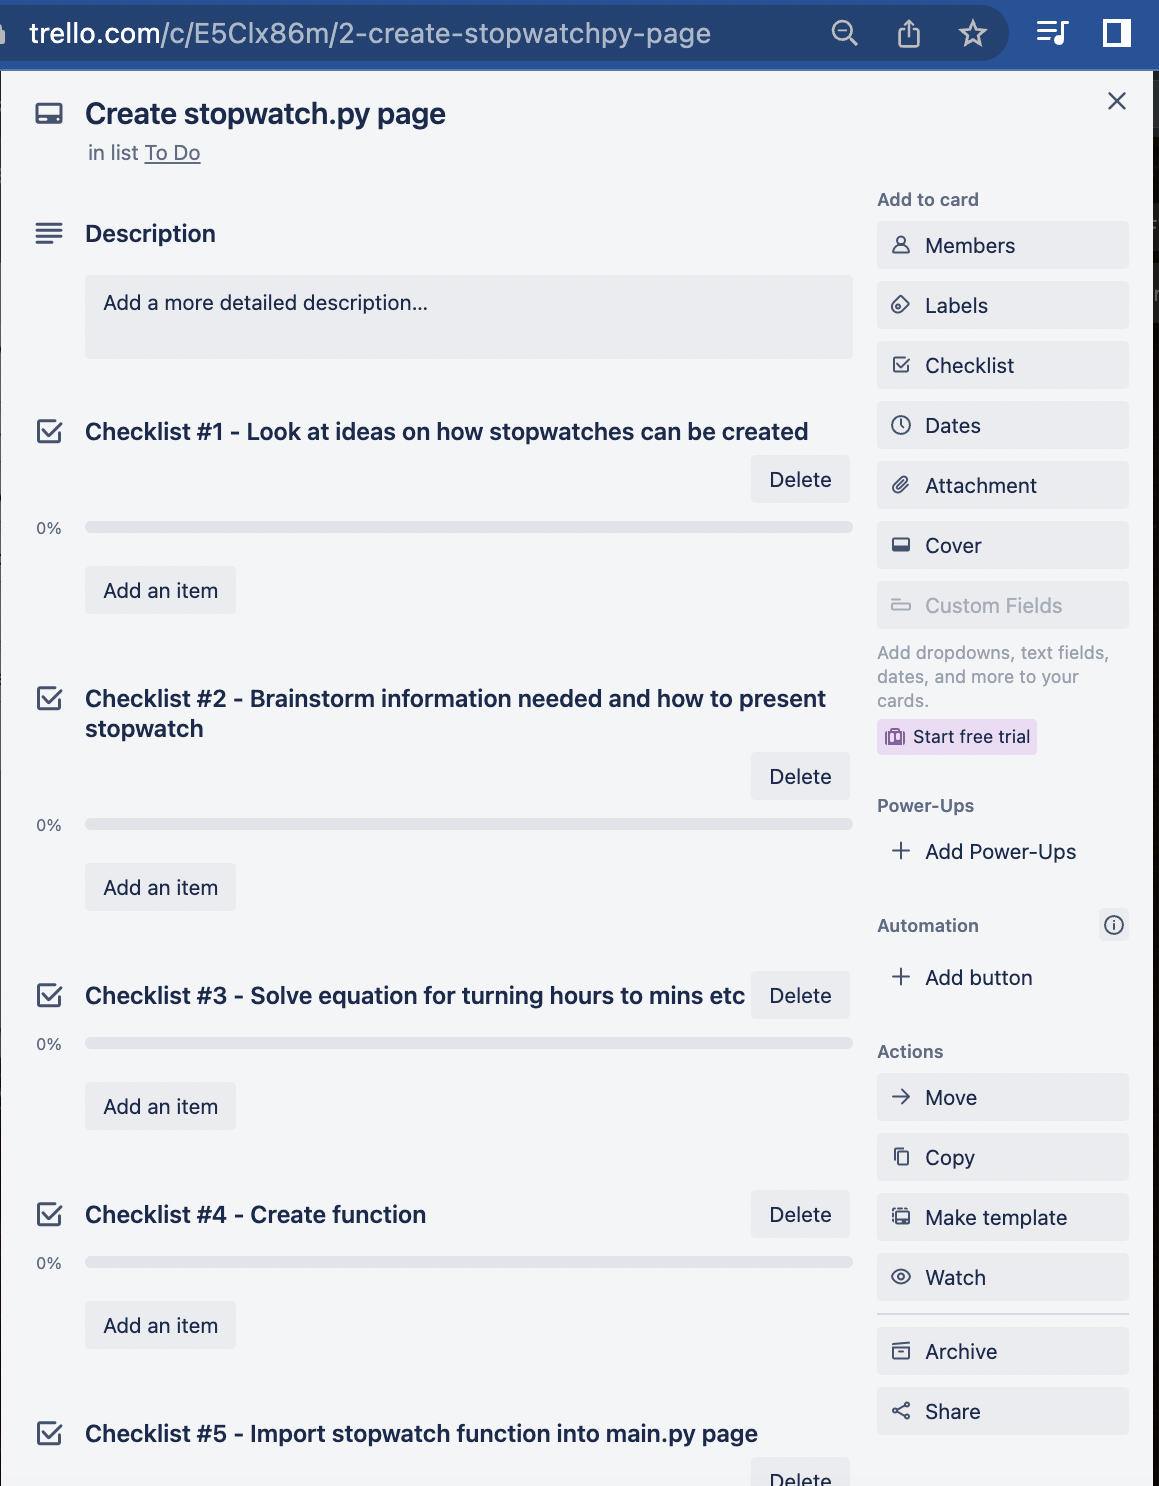 trello.com/c/E5Clx86m/2-create-stopwatchpy-page
Create stopwatch.py page
in list To Do
Description
Add a more detailed description...
Checklist #1 - Look at ideas on how stopwatches can be created
Delete
0%
Add an item
Checklist #2 - Brainstorm information needed and how to present
stopwatch
Delete
0%
Add an item
Checklist #3 - Solve equation for turning hours to mins etc
Delete
0%
Add an item
Checklist #4 - Create function
Delete
0%
Add an item
Checklist #5 - Import stopwatch function into main.py page
Delete
Add to card
Members
Labels
Checklist
Dates
Attachment
Cover
Custom Fields
Add dropdowns, text fields,
dates, and more to your
cards.
Start free trial
Power-Ups
Add Power-Ups
Automation
Add button
Actions
Move
Copy
Make template
Watch
Archive
Share